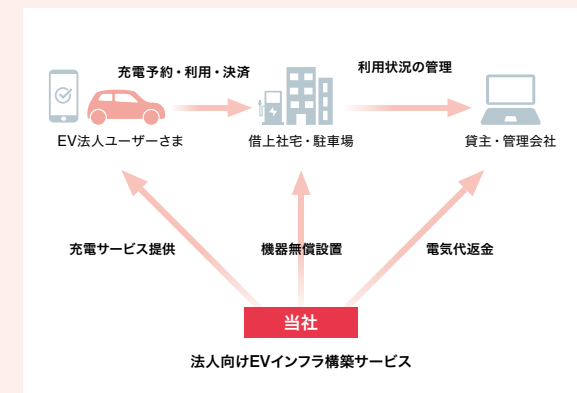 充電予約・利用・決済
利用状況の管理
EV法人ユーザーさま
借上社宅・駐車場
貸主・管理会社
充電サービス提供
機器無償設置
電気代返金
当社
法人向けEVインフラ構築サービス